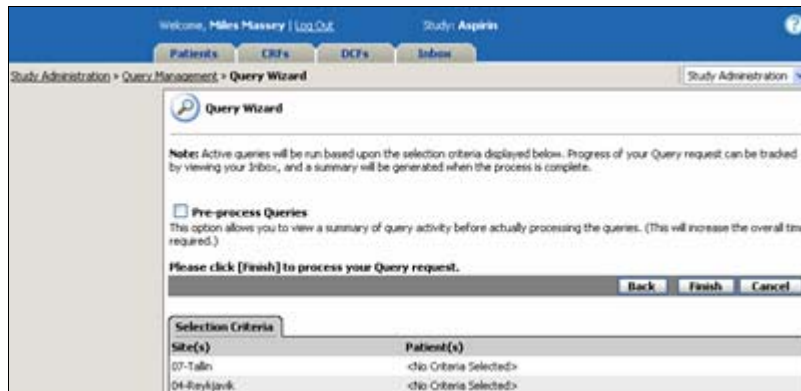 Welcome, Miles Massey | Log Out Study: Aspirin ?
Patients CRFs DCFs Inbox
Study Administration » Query Management » Query Wizard Study Administration
Query Wizard
Note: Active queries will be run based upon the selection criteria displayed below. Progress of your Query request can be tracked
by viewing your Inbox, and a summary will be generated when the process is complete.
Pre-process Queries
This option allows you to view a summary of query activity before actually processing the queries. (This will increase the overall tim
required.)
Please click [Finish] to process your Query request.
Back Finish Cancel
Selection Criteria
Site(s) Patient(s)
07-Tallin <No Criteria Selected>
04-Reykjavik <No Criteria Selected>